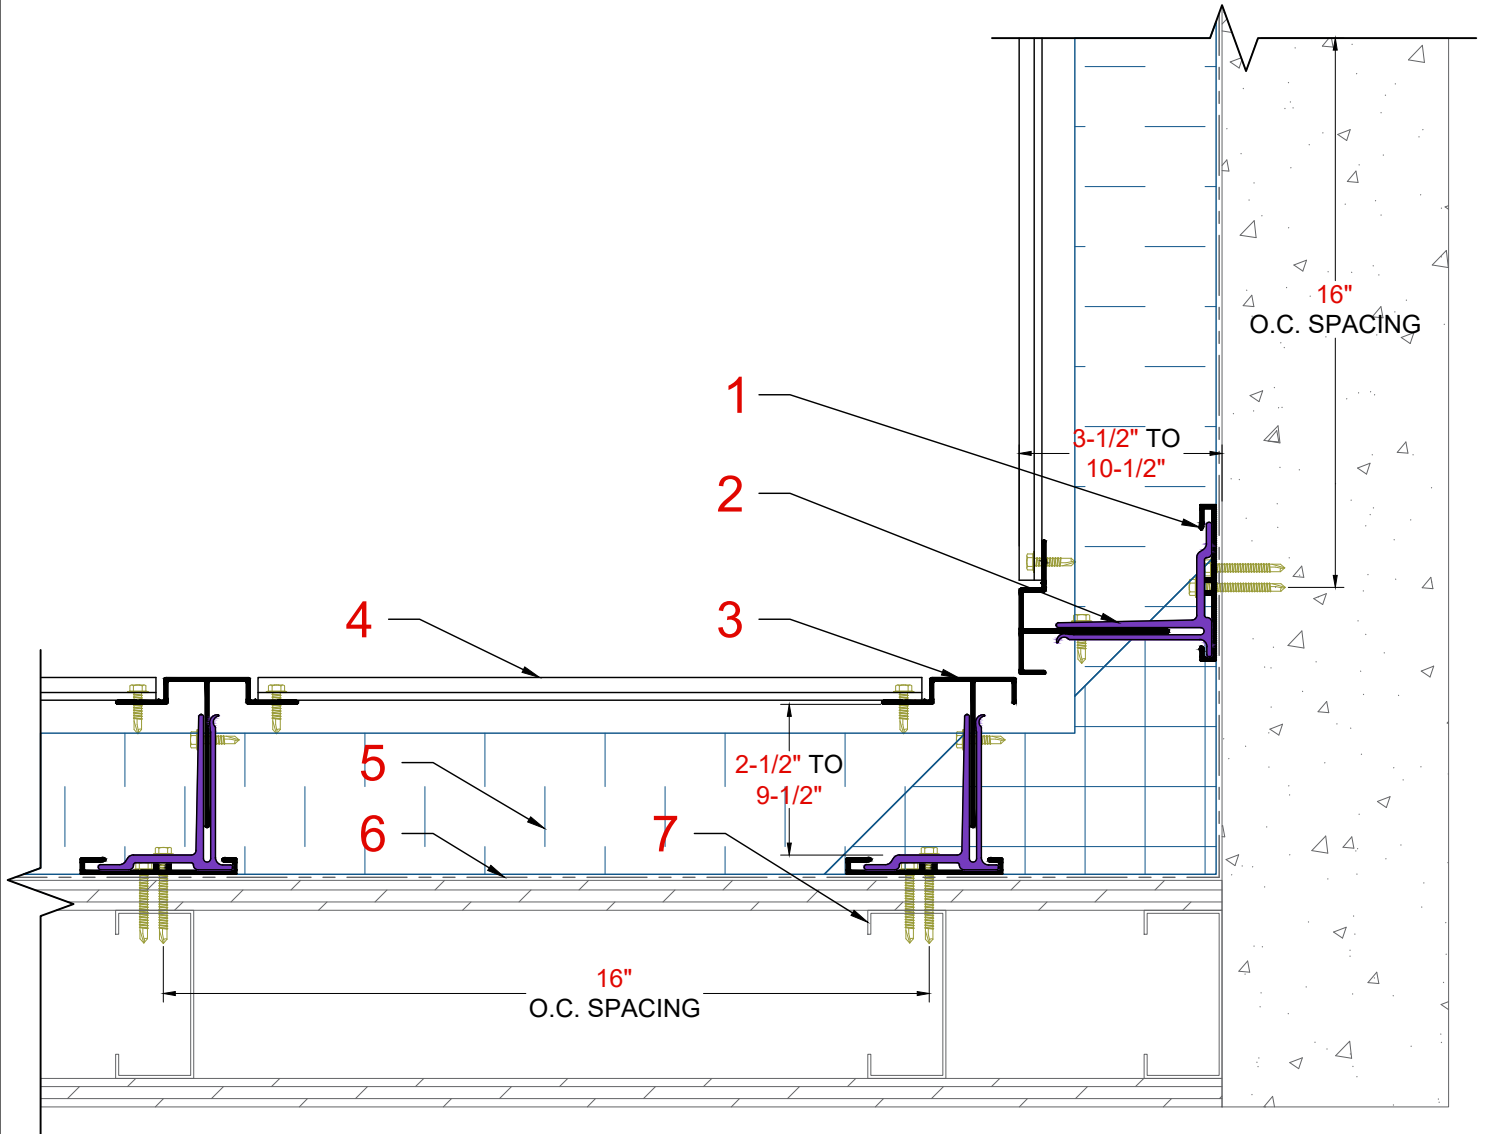 16"
O.C. SPACING
1
3-1/2" TO
10-1/2"
2
3
4
5
2-1/2" TO
9-1/2"
6
7
16"
O.C. SPACING